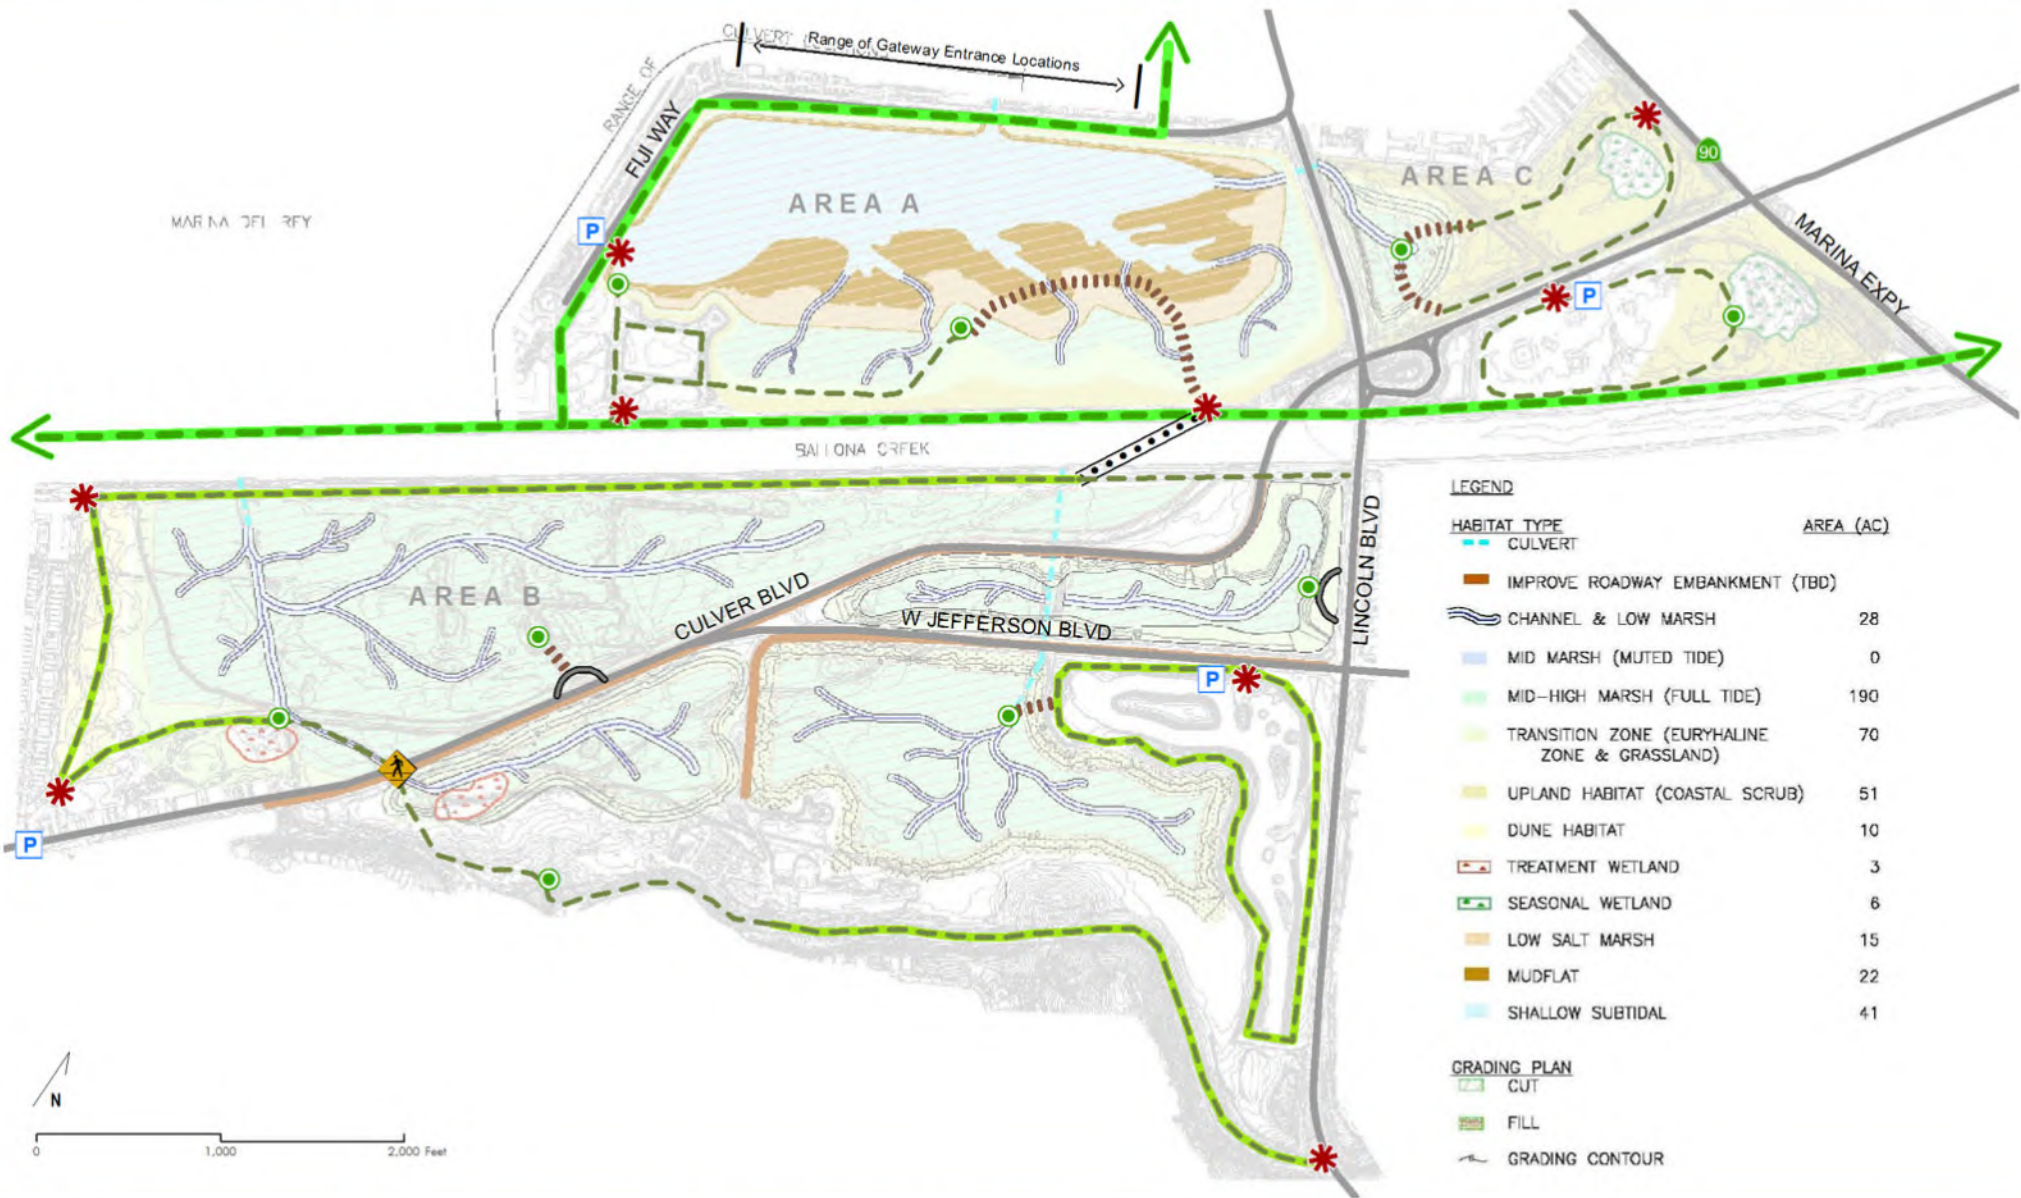 CULVERT
Range of Gateway Entrance Locations
RANGE OF
FIJI WAY
MARINA DEL REY
AREA A
AREA C
90
MARINA EXPY
P
P
BALLONA CREEK
AREA B
CULVER BLVD
W JEFFERSON BLVD
LINCOLN BLVD
P
P
N
0 1,000 2,000 Feet
LEGEND
HABITAT TYPE AREA (AC)
CULVERT
IMPROVE ROADWAY EMBANKMENT (TBD)
CHANNEL & LOW MARSH 28
MID MARSH (MUTED TIDE) 0
MID-HIGH MARSH (FULL TIDE) 190
TRANSITION ZONE (EURYHALINE 70
ZONE & GRASSLAND)
UPLAND HABITAT (COASTAL SCRUB) 51
DUNE HABITAT 10
TREATMENT WETLAND 3
SEASONAL WETLAND 6
LOW SALT MARSH 15
MUDFLAT 22
SHALLOW SUBTIDAL 41
GRADING PLAN
CUT
FILL
GRADING CONTOUR